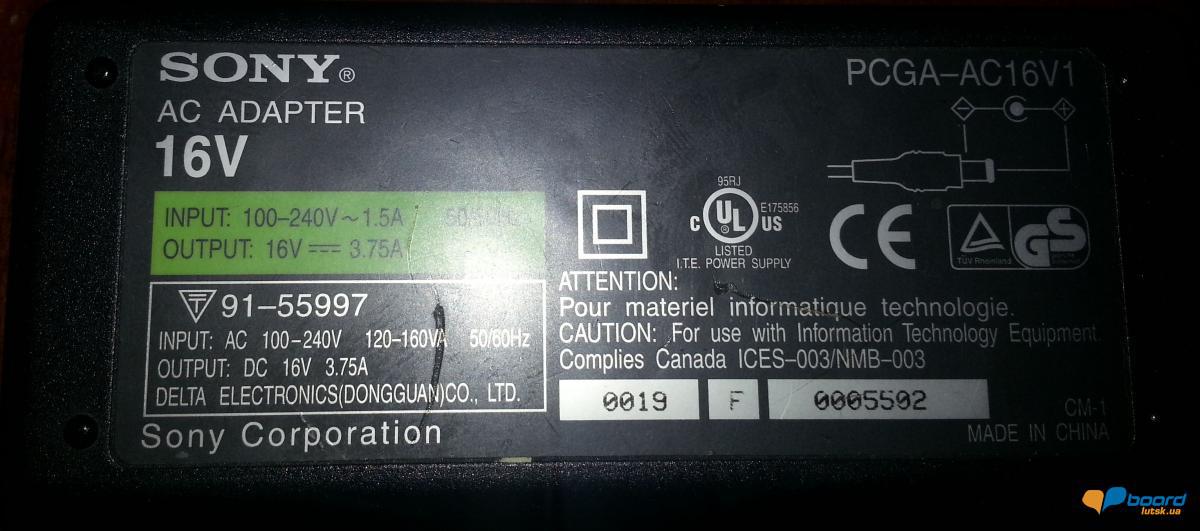 SONY®
AC ADAPTER
16V
PCGA-AC16V1
INPUT: 100-240V~1.5A
OUTPUT: 16V 3.75A
91-55997
INPUT: AC 100-240V 120-160VA 50/60Hz
OUTPUT: DC 16V 3.75A
DELTA ELECTRONICS(DONGGUAN)CO., LTD.
Sony Corporation
95RJ
C UL® US
E175856
LISTED
I.T.E. POWER SUPPLY
CE
TÜV Rheinland
GS
ATTENTION:
Pour materiel informatique technologie.
CAUTION: For use with Information Technology Equipment.
Complies Canada ICES-003/NMB-003
0019 F 0005502
CM-1
MADE IN CHINA
board
lutsk.ua